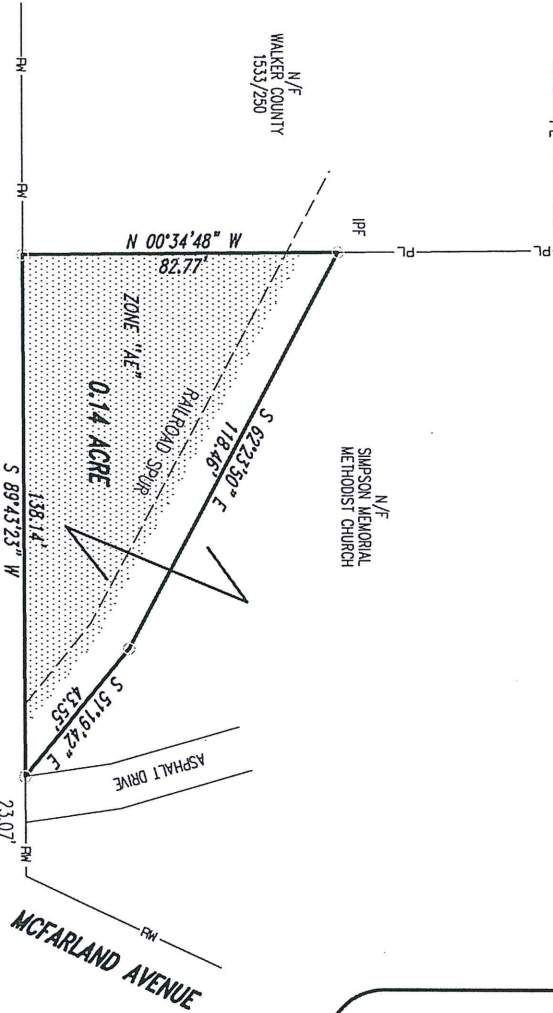 N/F
WALKER COUNTY
1533/250
RW
RW
IPF
PL
PL
N 00°34'48" W
82.77'
ZONE "AE"
0.14 ACRE
RAILROAD SPUR
S 62°23'50" E
118.46'
N/F
SIMPSON MEMORIAL
METHODIST CHURCH
138.14'
S 89°43'23" W
S 51°19'42" E
43.55'
ASPHALT DRIVE
23.07'
RW
RW
MCFARLAND AVENUE